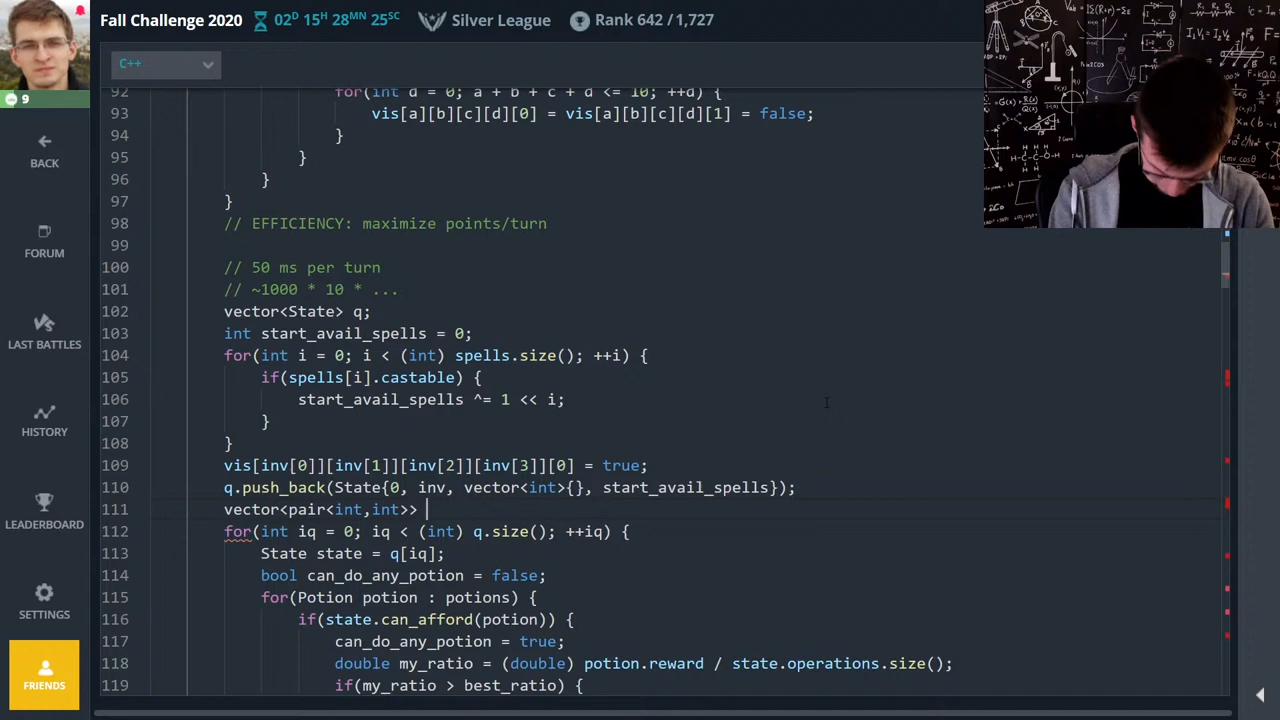 Fall Challenge 2020
02D 15H 28MN 25SC
Silver League
Rank 642 / 1,727
9
BACK
FORUM
LAST BATTLES
HISTORY
LEADERBOARD
SETTINGS
FRIENDS
C++
92 for(int d = 0; a + b + c + d <= 10; ++d) {
93 vis[a][b][c][d][0] = vis[a][b][c][d][1] = false;
94 }
95 }
96 }
97 }
98 // EFFICIENCY: maximize points/turn
99
100 // 50 ms per turn
101 // ~1000 * 10 * ...
102 vector<State> q;
103 int start_avail_spells = 0;
104 for(int i = 0; i < (int) spells.size(); ++i) {
105 if(spells[i].castable) {
106 start_avail_spells ^= 1 << i;
107 }
108 }
109 vis[inv[0]][inv[1]][inv[2]][inv[3]][0] = true;
110 q.push_back(State{0, inv, vector<int>{}, start_avail_spells});
111 vector<pair<int,int>>
112 for(int iq = 0; iq < (int) q.size(); ++iq) {
113 State state = q[iq];
114 bool can_do_any_potion = false;
115 for(Potion potion : potions) {
116 if(state.can_afford(potion)) {
117 can_do_any_potion = true;
118 double my_ratio = (double) potion.reward / state.operations.size();
119 if(my_ratio > best_ratio) {